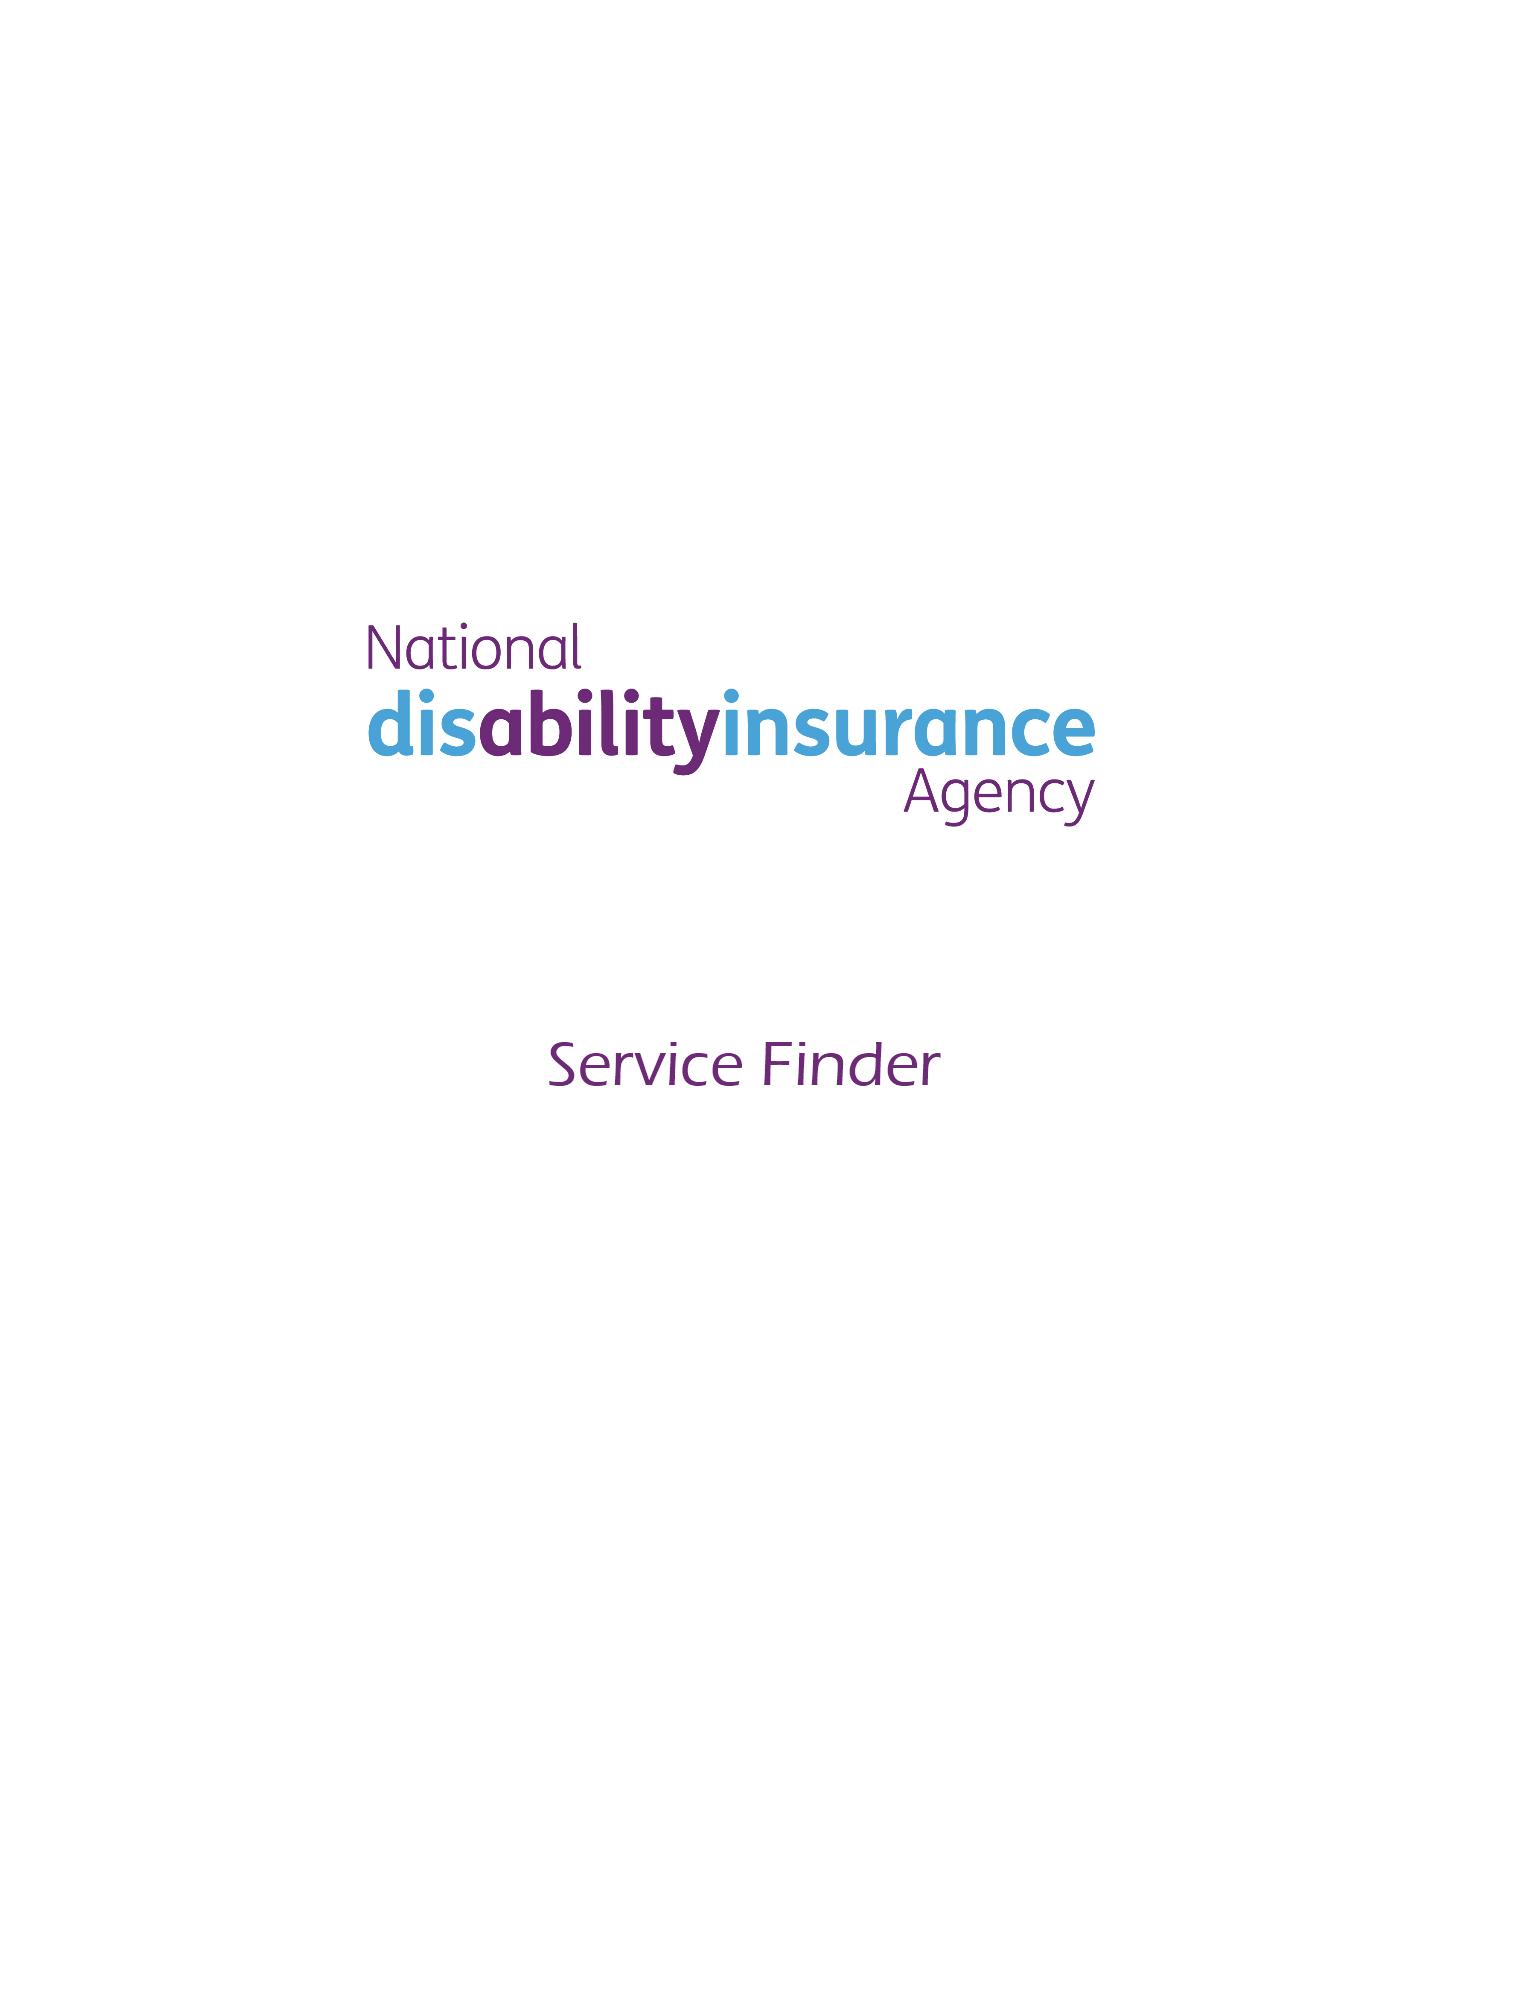 National
disabilityinsurance
Agency
Service Finder